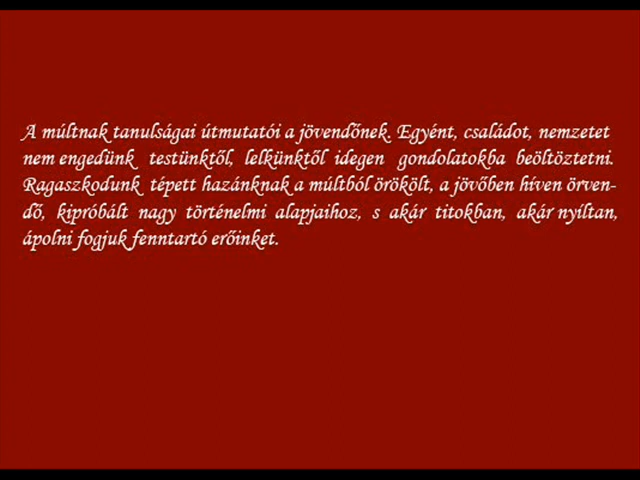 A múltnak tanulságai útmutatói a jövendőnek. Egyént, családot, nemzetet
nem engedünk testünktől, lelkünktől idegen gondolatokba beöltöztetni.
Ragaszkodunk tépett hazánknak a múltból örökölt, a jövőben híven örven-
dő, kipróbált nagy történelmi alapjaihoz, s akár titokban, akár nyíltan,
ápolni fogjuk fenntartó erőinket.